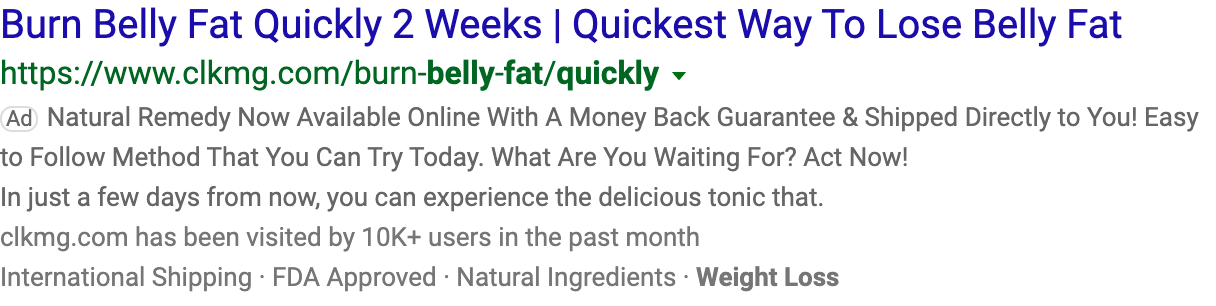 Burn Belly Fat Quickly 2 Weeks | Quickest Way To Lose Belly Fat
https://www.clkmg.com/burn-belly-fat/quickly
Ad Natural Remedy Now Available Online With A Money Back Guarantee & Shipped Directly to You! Easy
to Follow Method That You Can Try Today. What Are You Waiting For? Act Now!
In just a few days from now, you can experience the delicious tonic that.
clkmg.com has been visited by 10K+ users in the past month
International Shipping · FDA Approved · Natural Ingredients · Weight Loss